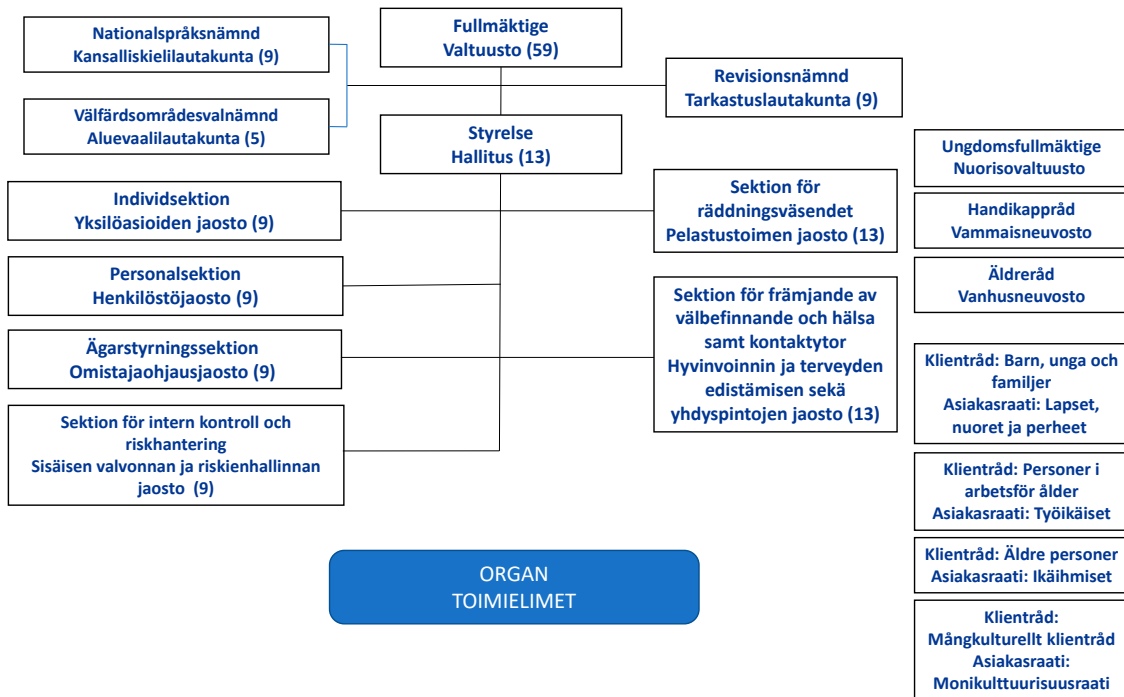 Nationalspråksnämnd
Kansalliskielilautakunta (9)
Fullmäktige
Valtuusto (59)
Revisionsnämnd
Tarkastuslautakunta (9)
Välfärdsområdesvalnämnd
Aluevaalilautakunta (5)
Styrelse
Hallitus (13)
Individsektion
Yksilöasioiden jaosto (9)
Sektion för
räddningsväsendet
Pelastustoimen jaosto (13)
Personalsektion
Henkilöstöjaosto (9)
Sektion för främjande av
välbefinnande och hälsa
samt kontaktytor
Hyvinvoinnin ja terveyden
edistämisen sekä
yhdyspintojen jaosto (13)
Ägarstyrningssektion
Omistajaohjausjaosto (9)
Sektion för intern kontroll och
riskhantering
Sisäisen valvonnan ja riskienhallinnan
jaosto (9)
Ungdomsfullmäktige
Nuorisovaltuusto
Handikappråd
Vammaisneuvosto
Äldreråd
Vanhusneuvosto
Klientråd: Barn, unga och
familjer
Asiakasraati: Lapset,
nuoret ja perheet
Klientråd: Personer i
arbetsför ålder
Asiakasraati: Työikäiset
Klientråd: Äldre personer
Asiakasraati: Ikäihmiset
Klientråd:
Mångkulturellt klientråd
Asiakasraati:
Monikulttuurisuusraati
ORGAN
TOIMIELIMET